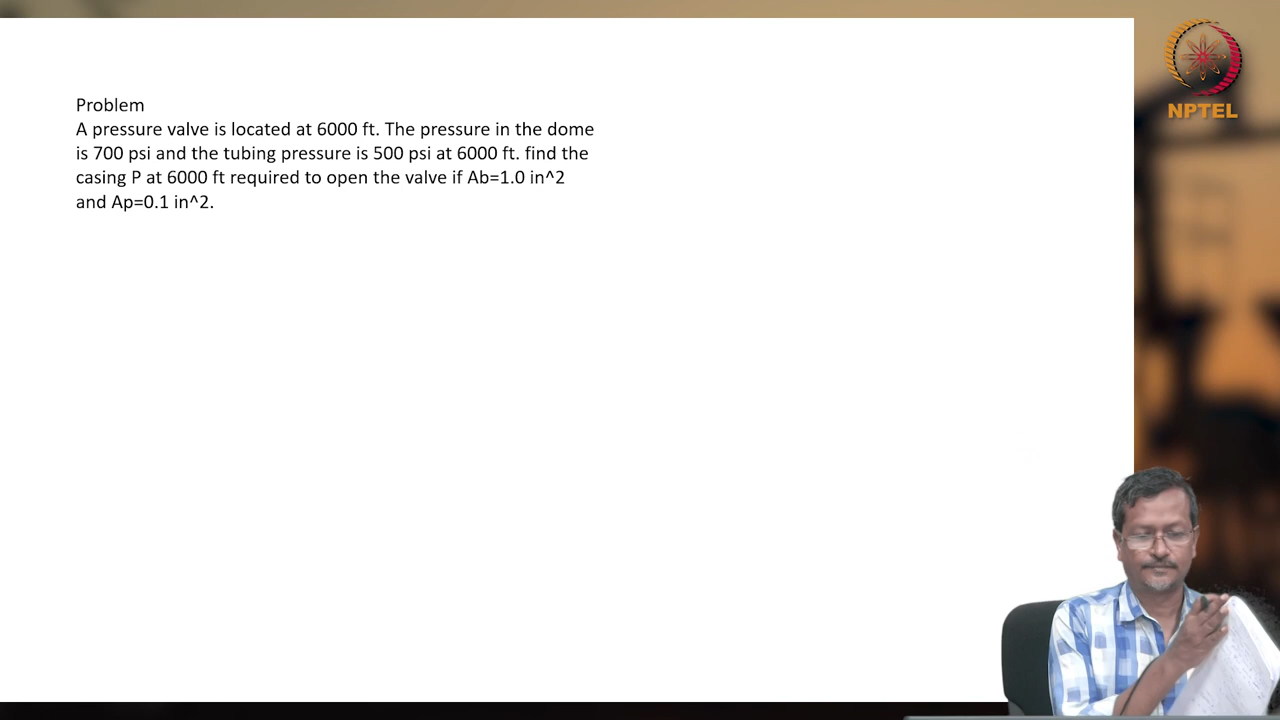 Problem
A pressure valve is located at 6000 ft. The pressure in the dome
is 700 psi and the tubing pressure is 500 psi at 6000 ft. find the
casing P at 6000 ft required to open the valve if Ab=1.0 in^2
and Ap=0.1 in^2.
NPTEL